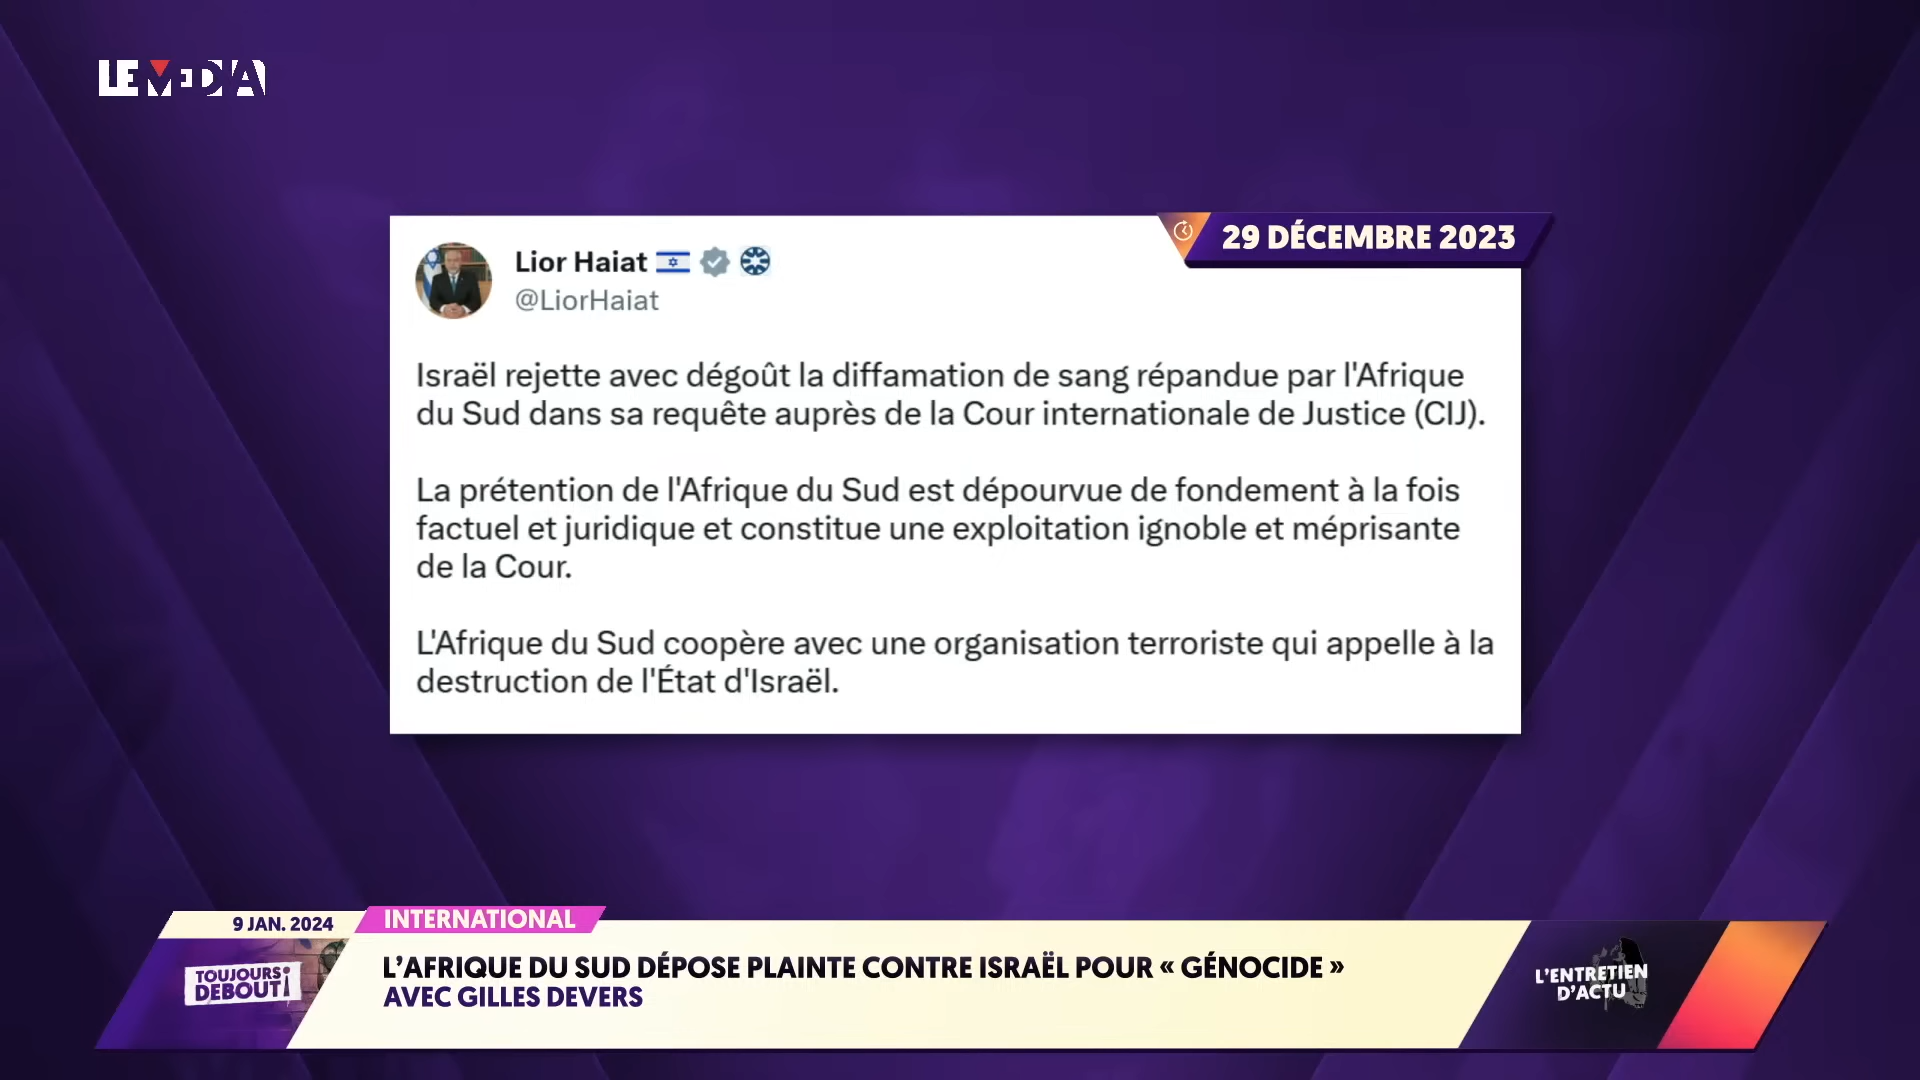 LE MEDIA
29 DÉCEMBRE 2023
Lior Haiat
@LiorHaiat
Israël rejette avec dégoût la diffamation de sang répandue par l'Afrique
du Sud dans sa requête auprès de la Cour internationale de Justice (CIJ).
La prétention de l'Afrique du Sud est dépourvue de fondement à la fois
factuel et juridique et constitue une exploitation ignoble et méprisante
de la Cour.
L'Afrique du Sud coopère avec une organisation terroriste qui appelle à la
destruction de l'État d'Israël.
9 JAN. 2024
INTERNATIONAL
TOUJOURS
DEBOUT!
L’AFRIQUE DU SUD DÉPOSE PLAINTE CONTRE ISRAËL POUR « GÉNOCIDE »
AVEC GILLES DEVERS
L’ENTRETIEN
D’ACTU